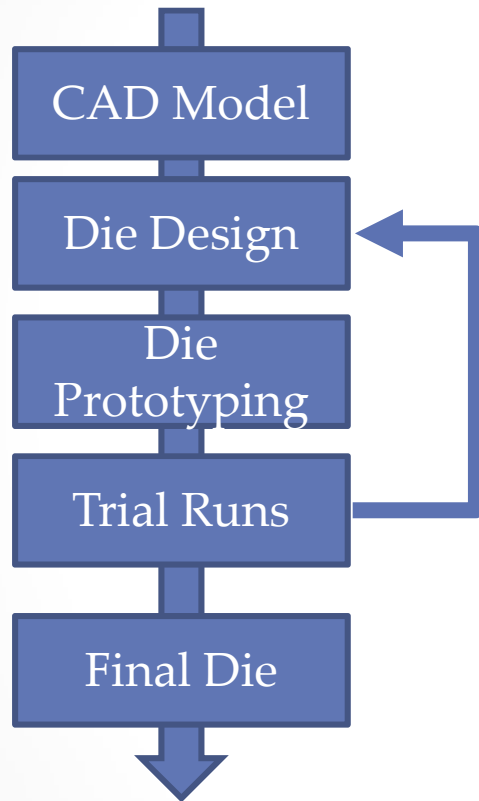 CAD Model
Die Design
Die
Prototyping
Trial Runs
Final Die